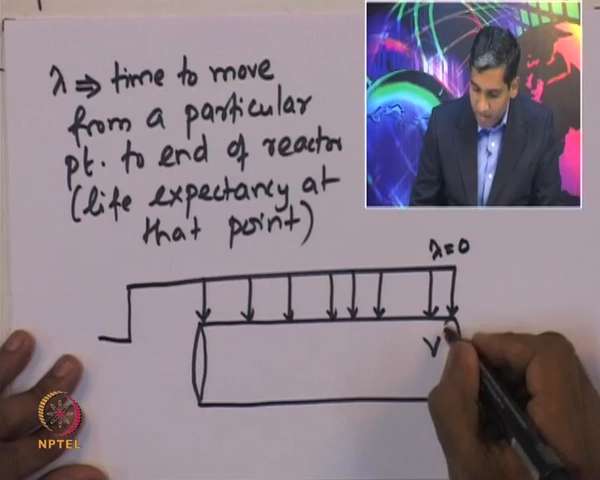 λ ⇒ time to move
from a particular
pt. to end of reactor
(life expectancy at
that point)
λ=0
V
NPTEL